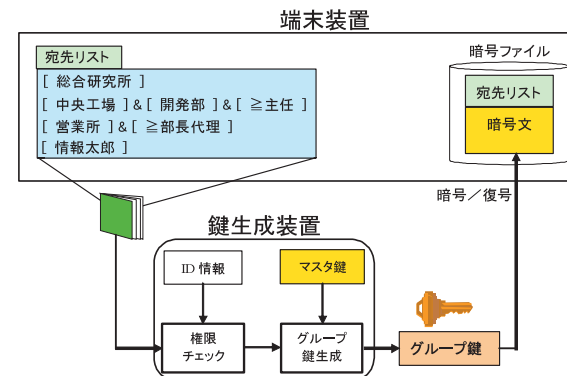 端末装置
宛先リスト
[ 総合研究所 ]
[ 中央工場 ] & [ 開発部 ] & [ ≧主任 ]
[ 営業所 ] & [ ≧部長代理 ]
[ 情報太郎 ]
暗号ファイル
宛先リスト
暗号文
暗号／復号
鍵生成装置
ID 情報
マスタ鍵
権限
チェック
グループ
鍵生成
グループ鍵